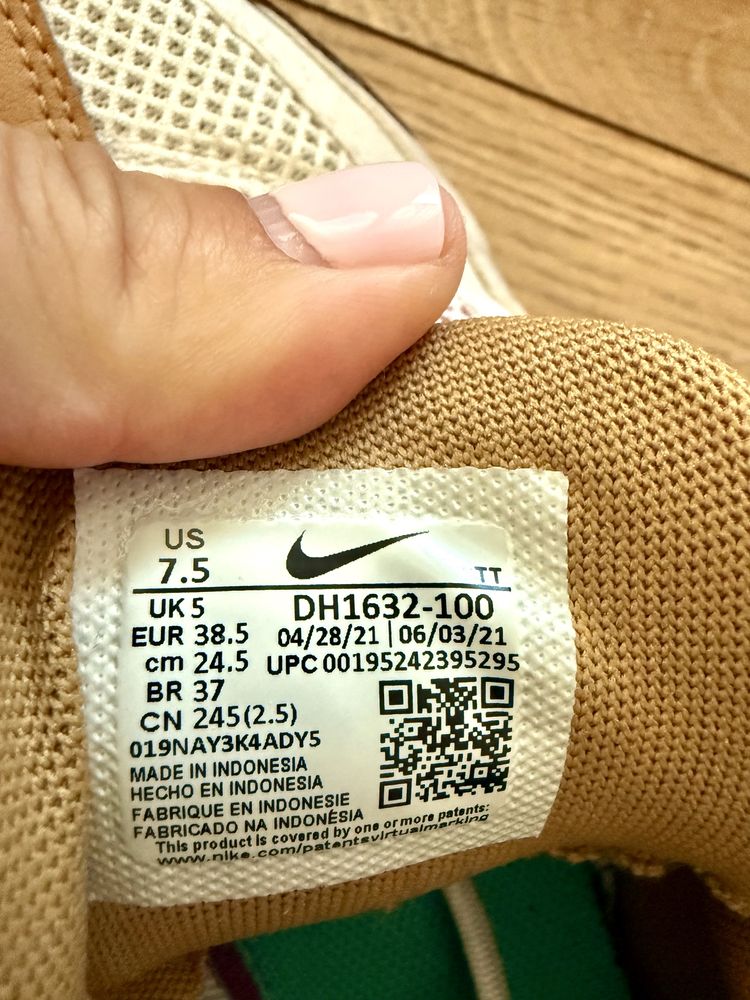 US
7.5
TT
UK 5
DH1632-100
EUR 38.5
04/28/21 | 06/03/21
cm 24.5
UPC 00195242395295
BR 37
CN 245(2.5)
019NAY3K4ADY5
MADE IN INDONESIA
HECHO EN INDONESIA
FABRIQUE EN INDONESIE
FABRICADO NA INDONÉSIA
This product is covered by one or more patents:
www.nike.com/patentsvirtualmarking